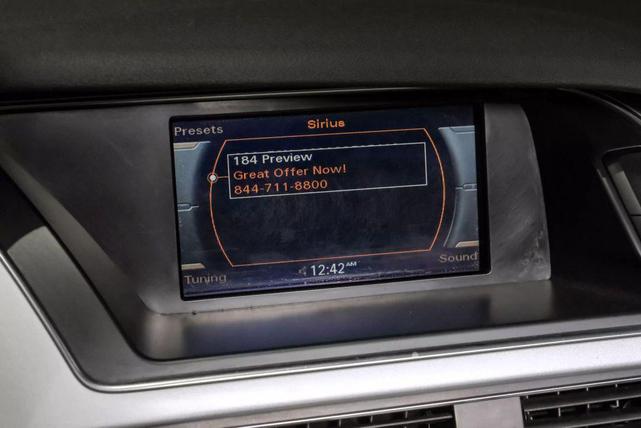 Presets
Sirius
184 Preview
Great Offer Now!
844-711-8800
Tuning
12:42 AM
Sound